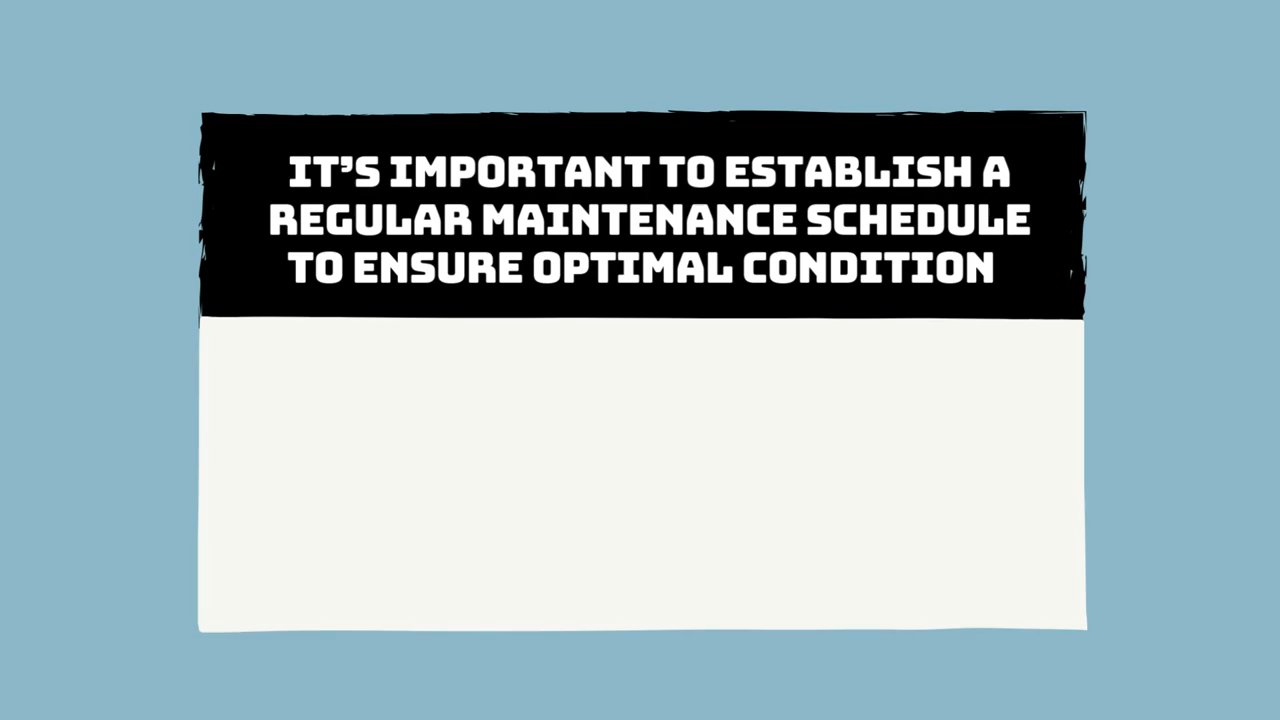 IT’S IMPORTANT TO ESTABLISH A
REGULAR MAINTENANCE SCHEDULE
TO ENSURE OPTIMAL CONDITION